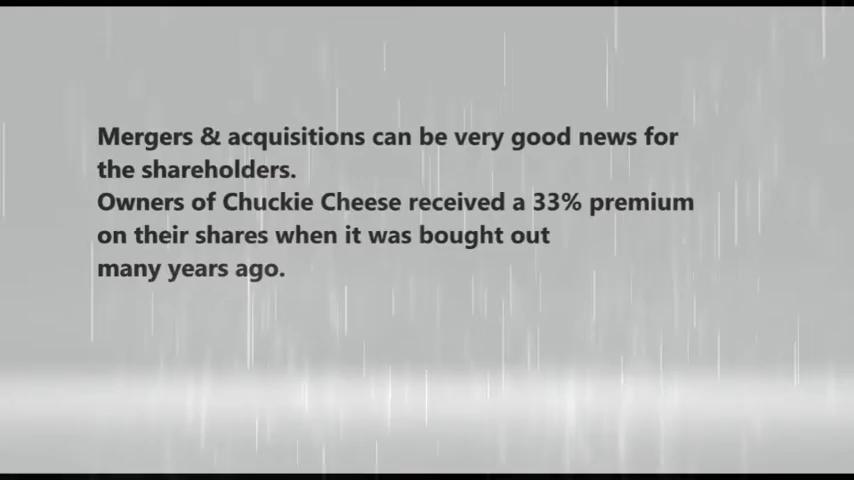 Mergers & acquisitions can be very good news for
the shareholders.
Owners of Chuckie Cheese received a 33% premium
on their shares when it was bought out
many years ago.